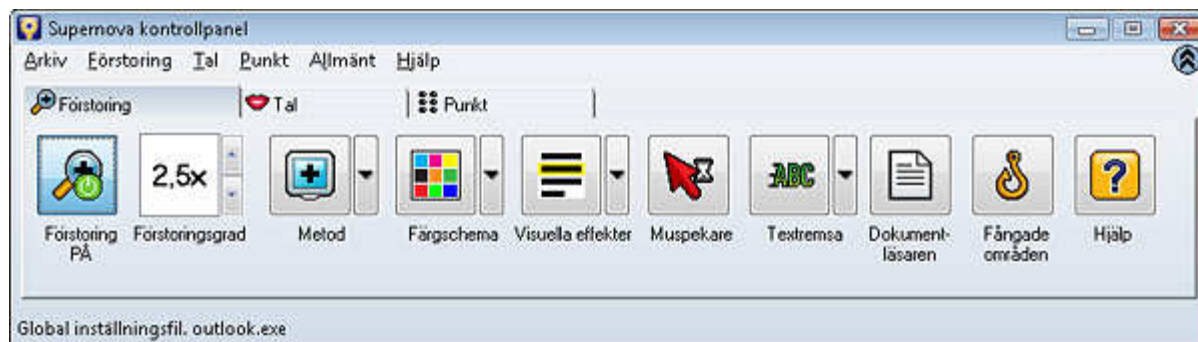 Supernova kontrollpanel
Arkiv Förstoring Tal Punkt Allmänt Hjälp
Förstoring Tal Punkt
2,5x ABC ?
Förstoring PÅ Förstoringsgrad Metod Färgschema Visuella effekter Muspekare Textremsa Dokument-läsaren Fångade områden Hjälp
Global inställningsfil. outlook.exe